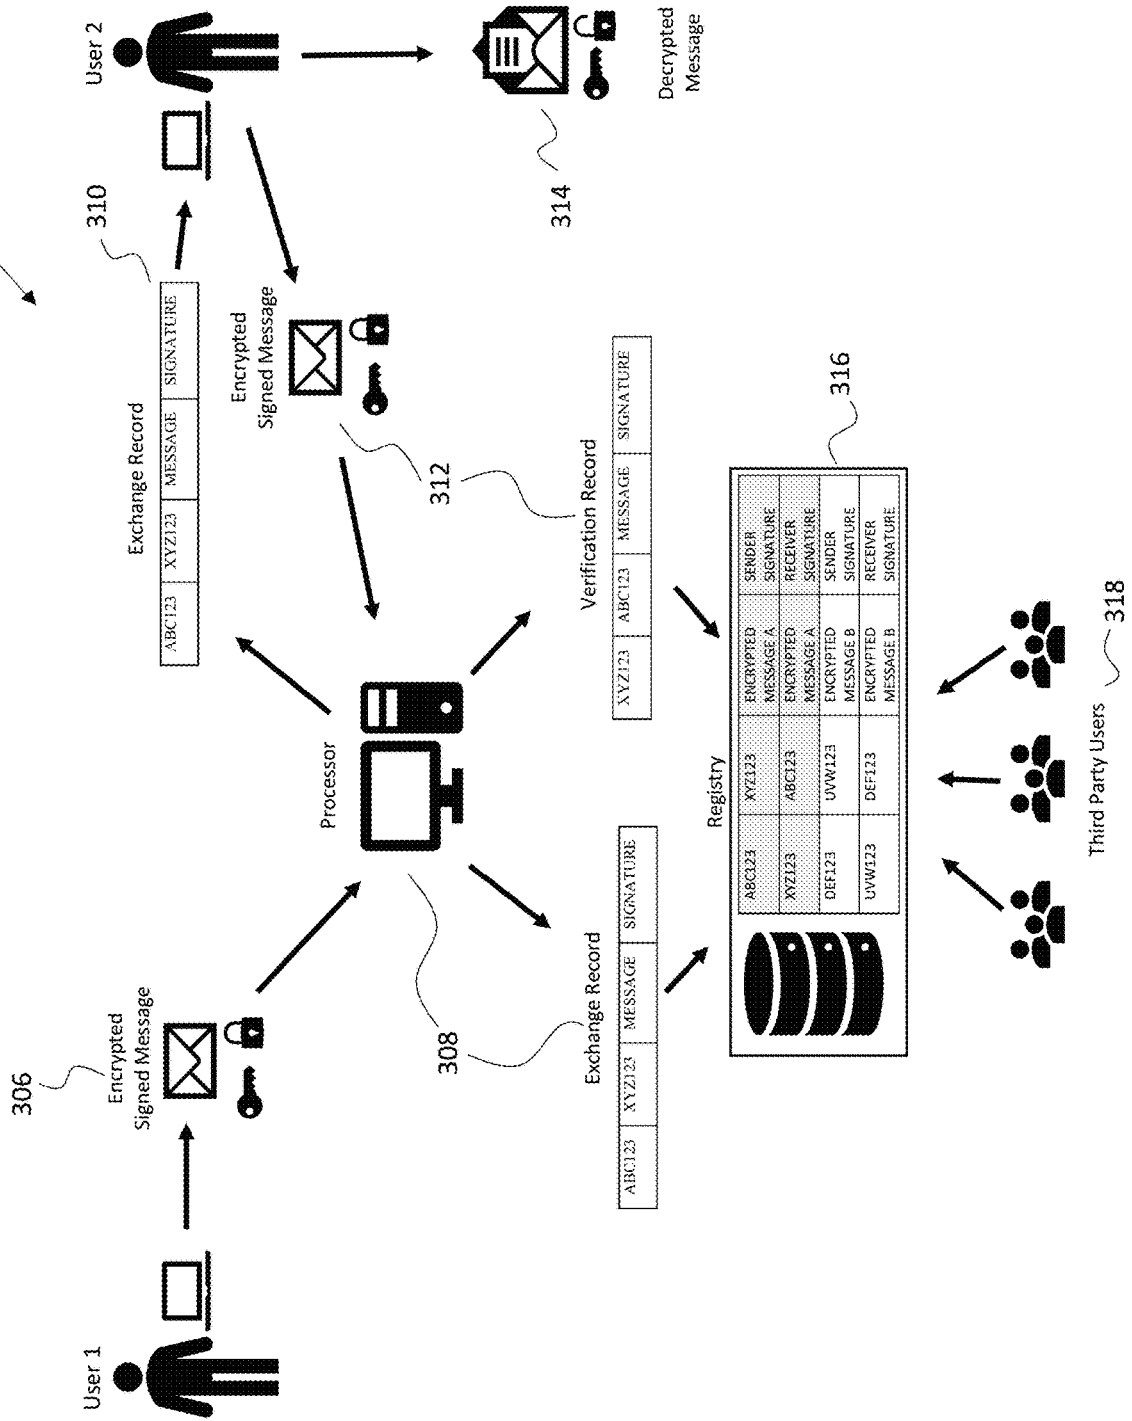 User 1
306
Encrypted
Signed Message
Exchange Record
ABC123 XYZ123 MESSAGE SIGNATURE
310
User 2
Processor
308
Encrypted
Signed Message
312
314
Decrypted
Message
Exchange Record
ABC123 XYZ123 MESSAGE SIGNATURE
Verification Record
XYZ123 ABC123 MESSAGE SIGNATURE
Registry
316
ABC123 XYZ123 ENCRYPTED SENDER
MESSAGE A SIGNATURE
XYZ123 ABC123 ENCRYPTED RECEIVER
MESSAGE A SIGNATURE
DEF123 UVW123 ENCRYPTED SENDER
MESSAGE B SIGNATURE
UVW123 DEF123 ENCRYPTED RECEIVER
MESSAGE B SIGNATURE
Third Party Users
318